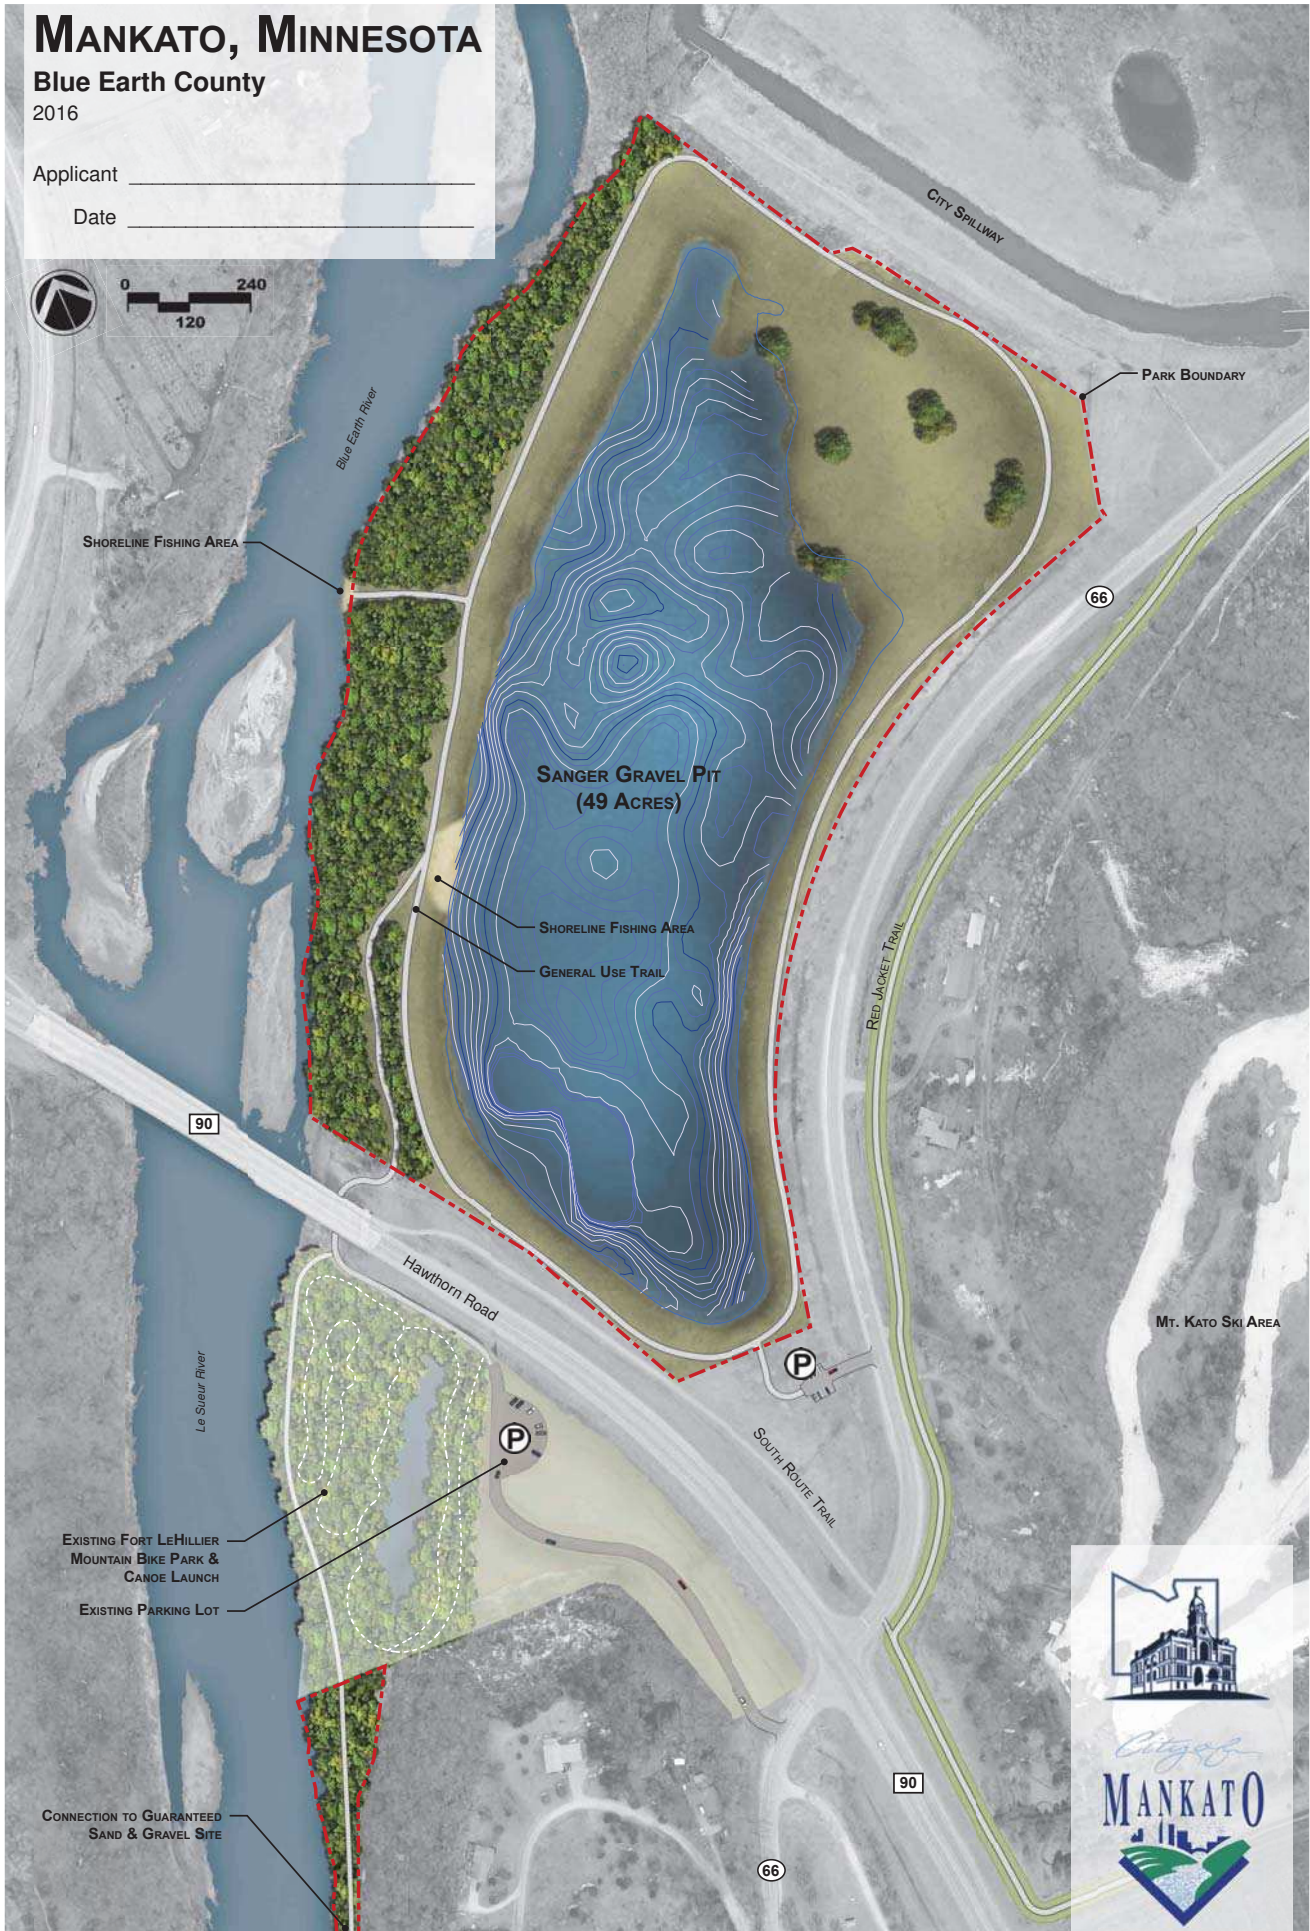 Mankato, Minnesota
Blue Earth County
2016
Applicant
Date
0 240
120
City Spillway
Park Boundary
Blue Earth River
Shoreline Fishing Area
66
Sanger Gravel Pit
(49 Acres)
Shoreline Fishing Area
General Use Trail
Red Jacket Trail
90
Hawthorn Road
Mt. Kato Ski Area
P
Le Sueur River
P
South Route Trail
Existing Fort LeHillier
Mountain Bike Park &
Canoe Launch
Existing Parking Lot
Connection to Guaranteed
Sand & Gravel Site
90
66
City of
MANKATO